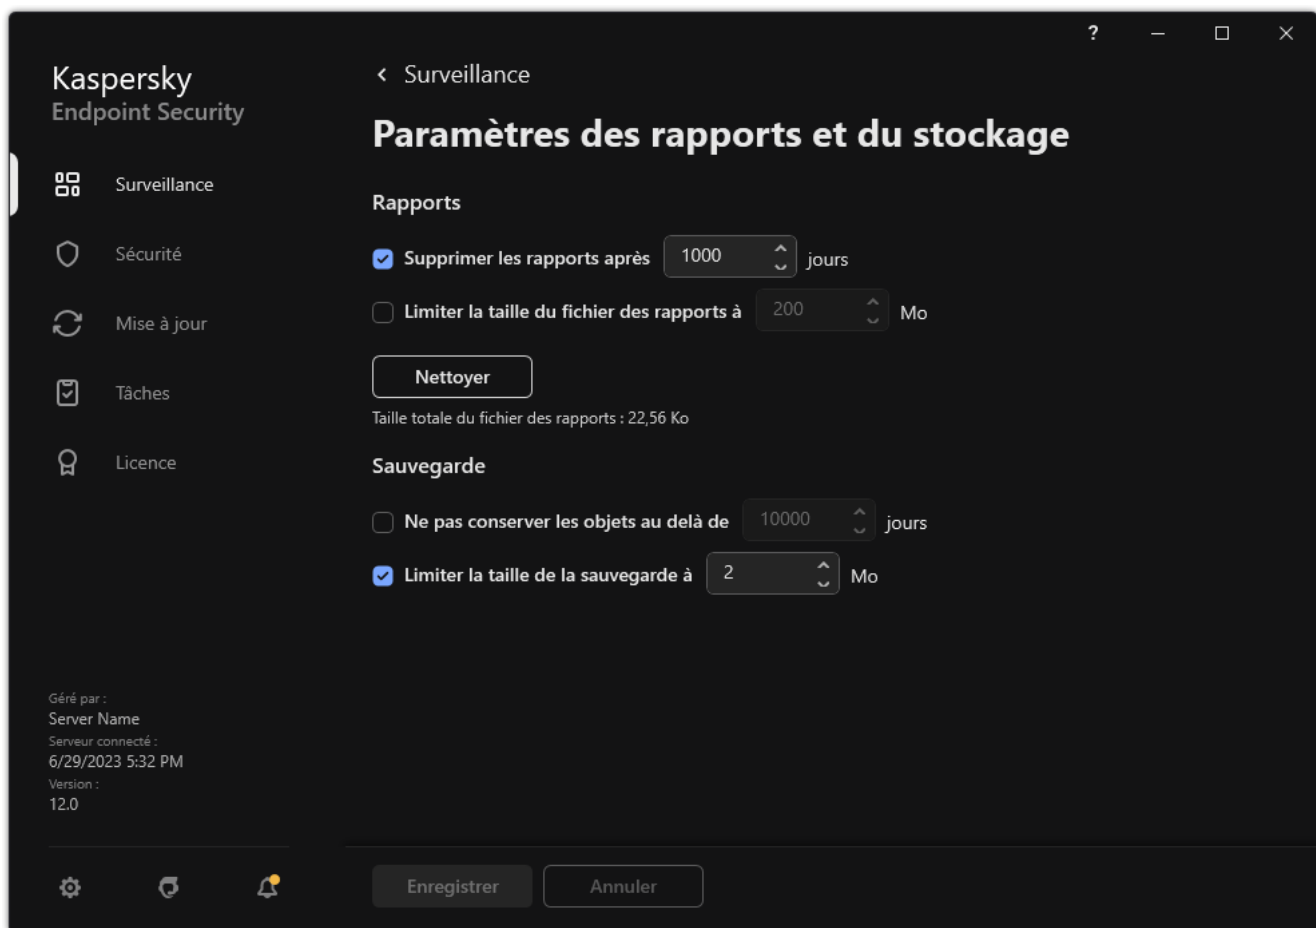 ?
Kaspersky
Endpoint Security
Surveillance
Sécurité
Mise à jour
Tâches
Licence
Géré par :
Server Name
Serveur connecté :
6/29/2023 5:32 PM
Version :
12.0
Surveillance
Paramètres des rapports et du stockage
Rapports
Supprimer les rapports après 1000 jours
Limiter la taille du fichier des rapports à 200 Mo
Nettoyer
Taille totale du fichier des rapports : 22,56 Ko
Sauvegarde
Ne pas conserver les objets au delà de 10000 jours
Limiter la taille de la sauvegarde à 2 Mo
Enregistrer Annuler